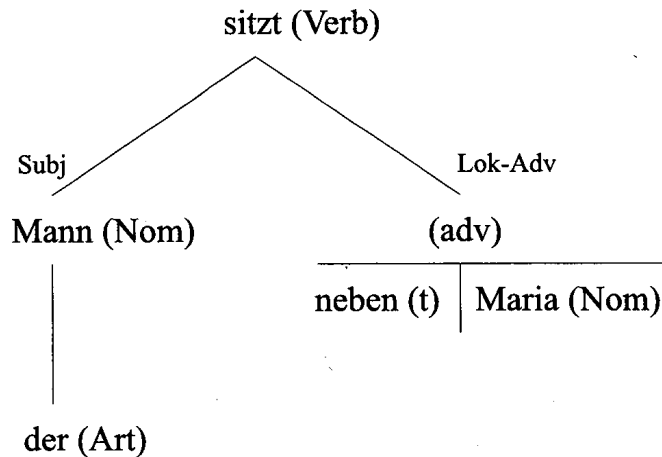 sitzt (Verb)
Subj
Lok-Adv
Mann (Nom)
(adv)
neben (t)
Maria (Nom)
der (Art)